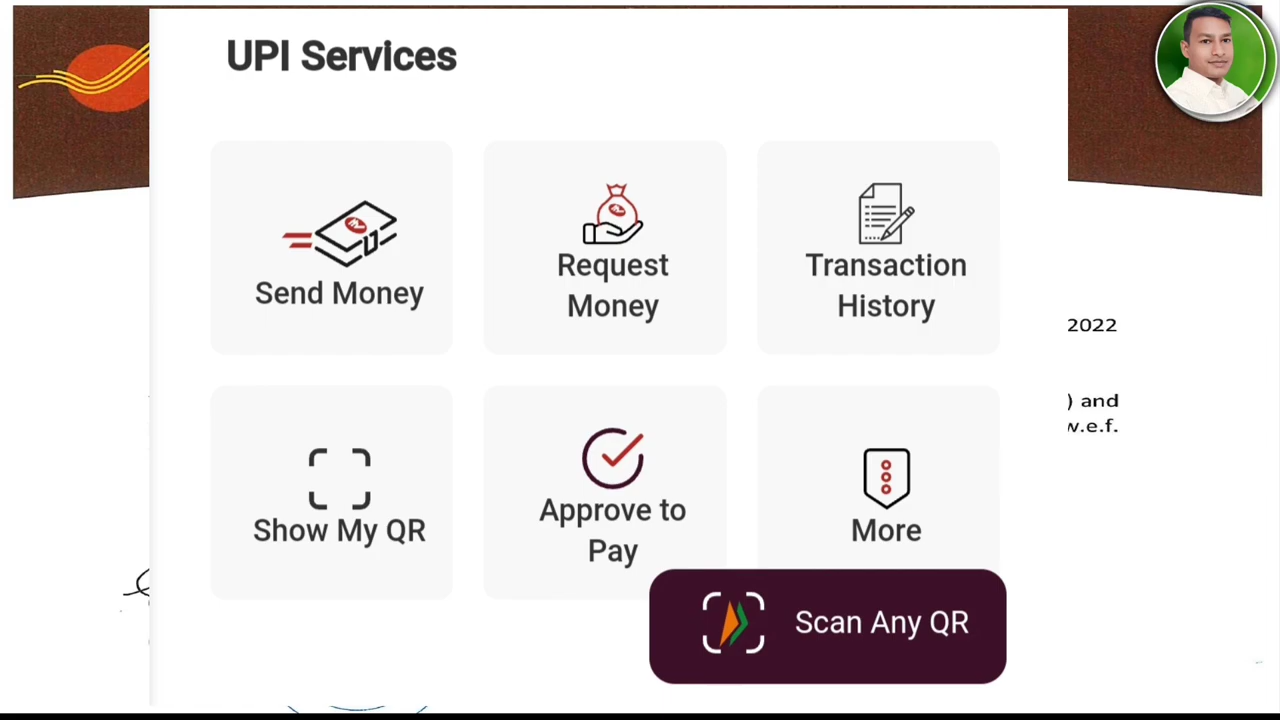 UPI Services
Send Money
Request
Money
Transaction
History
2022
) and
w.e.f.
Show My QR
Approve to
Pay
More
Scan Any QR